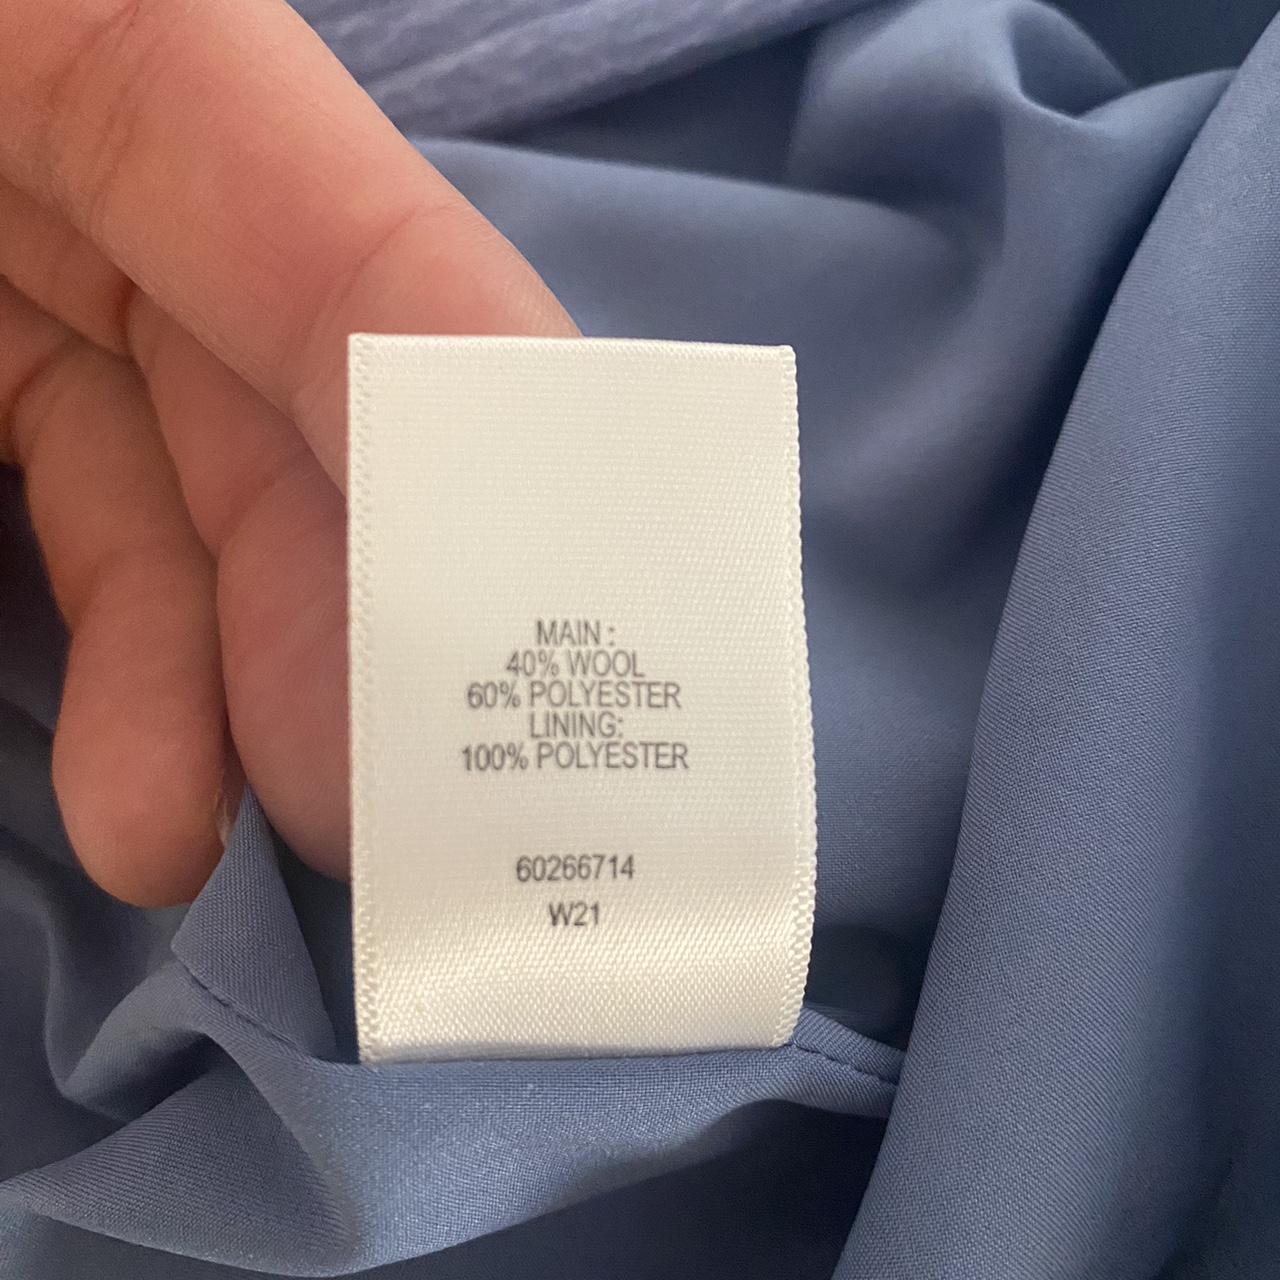 MAIN :
40% WOOL
60% POLYESTER
LINING:
100% POLYESTER
60266714
W21